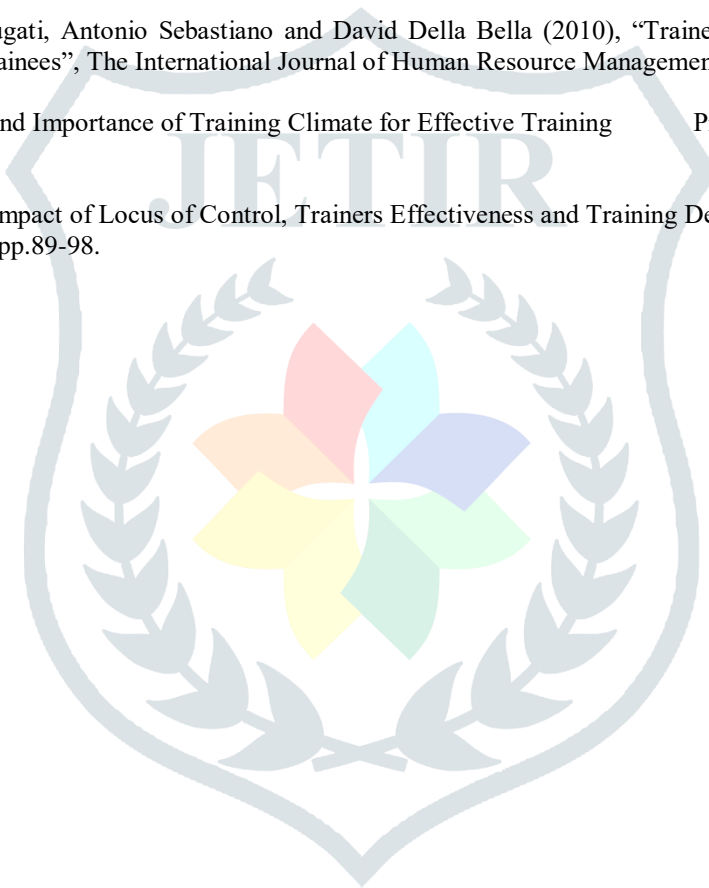 ugati, Antonio Sebastiano and David Della Bella (2010), “Traine
ainees”, The International Journal of Human Resource Managemen
nd Importance of Training Climate for Effective Training P
JETIR
mpact of Locus of Control, Trainers Effectiveness and Training De
pp.89-98.